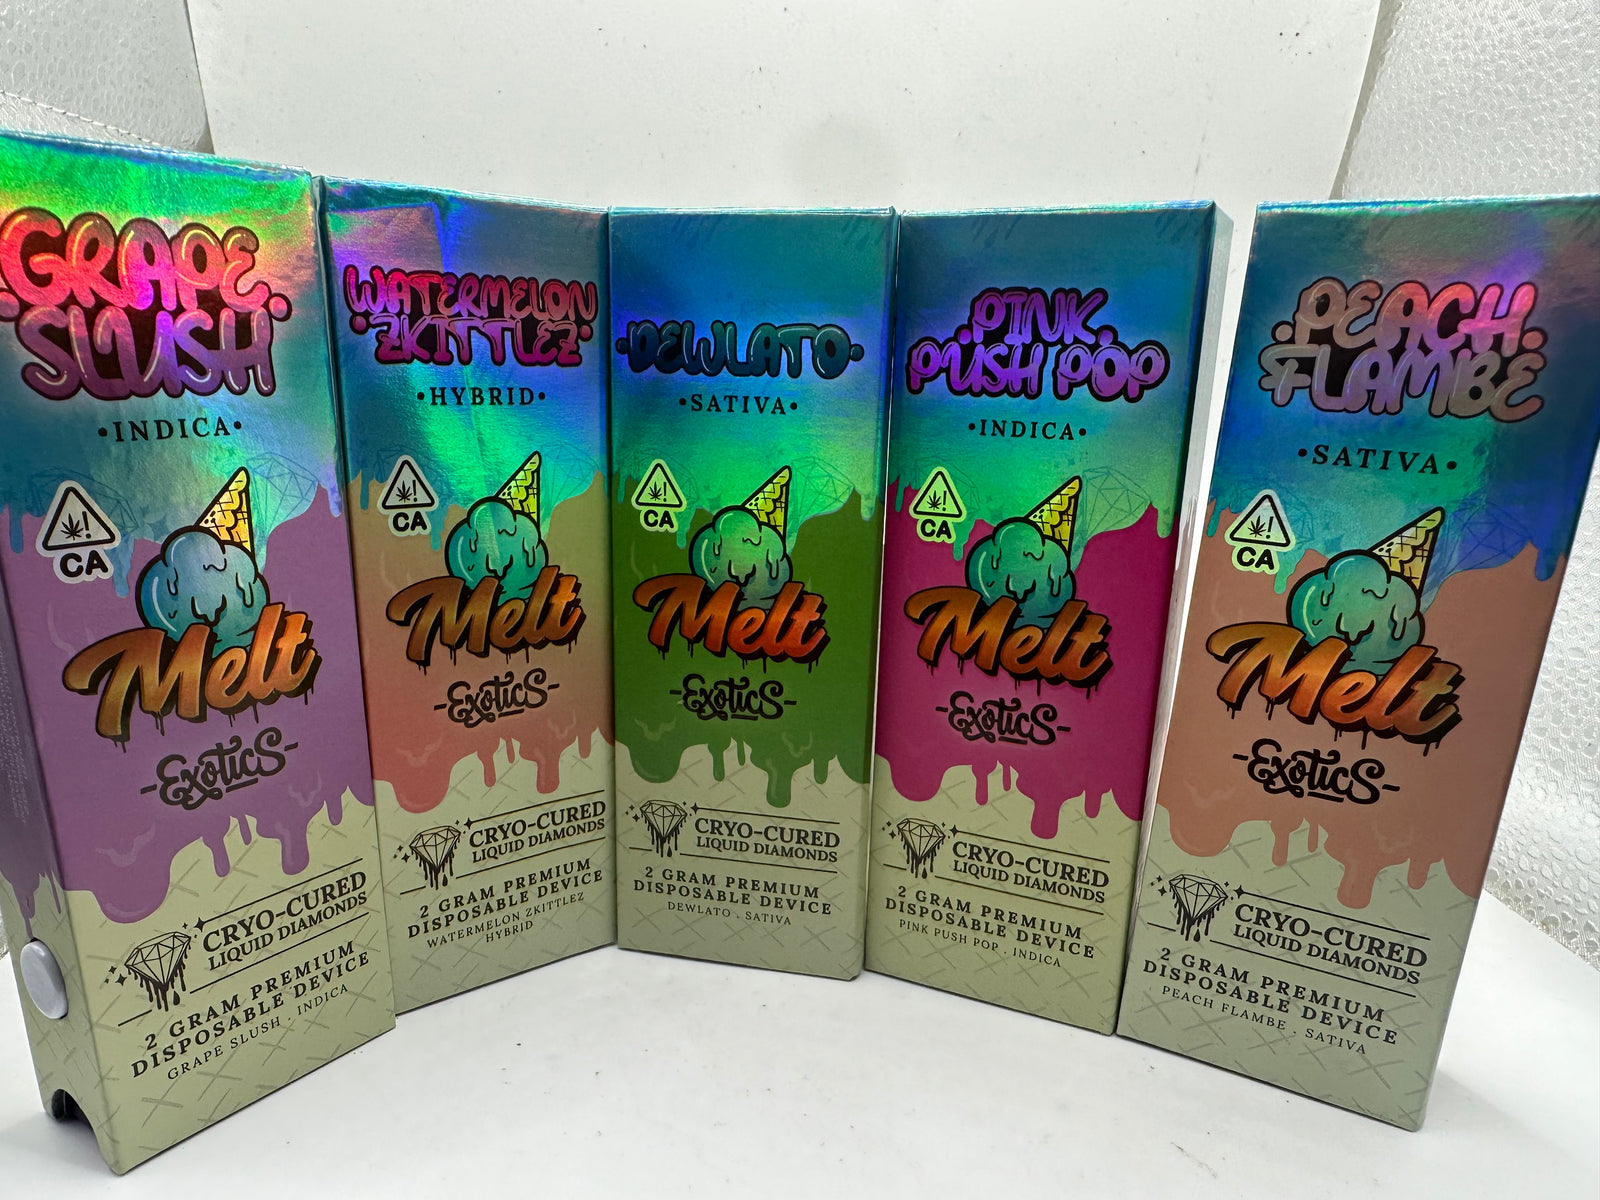 GRAPE
SLUSH
•INDICA•
CA
Melt
-Exotics-
CRYO-CURED
LIQUID DIAMONDS
2 GRAM PREMIUM
DISPOSABLE DEVICE
GRAPE SLUSH . INDICA
WATERMELON
ZKITTLEZ
•HYBRID•
CA
Melt
-Exotics-
CRYO-CURED
LIQUID DIAMONDS
2 GRAM PREMIUM
DISPOSABLE DEVICE
WATERMELON ZKITTLEZ
HYBRID
DEWLATO
•SATIVA•
CA
Melt
-Exotics-
CRYO-CURED
LIQUID DIAMONDS
2 GRAM PREMIUM
DISPOSABLE DEVICE
DEWLATO . SATIVA
PINK
PUSH POP
•INDICA•
CA
Melt
-Exotics-
CRYO-CURED
LIQUID DIAMONDS
2 GRAM PREMIUM
DISPOSABLE DEVICE
PINK PUSH POP . INDICA
PEACH
FLAMBE
•SATIVA•
CA
Melt
-Exotics-
CRYO-CURED
LIQUID DIAMONDS
2 GRAM PREMIUM
DISPOSABLE DEVICE
PEACH FLAMBE . SATIVA